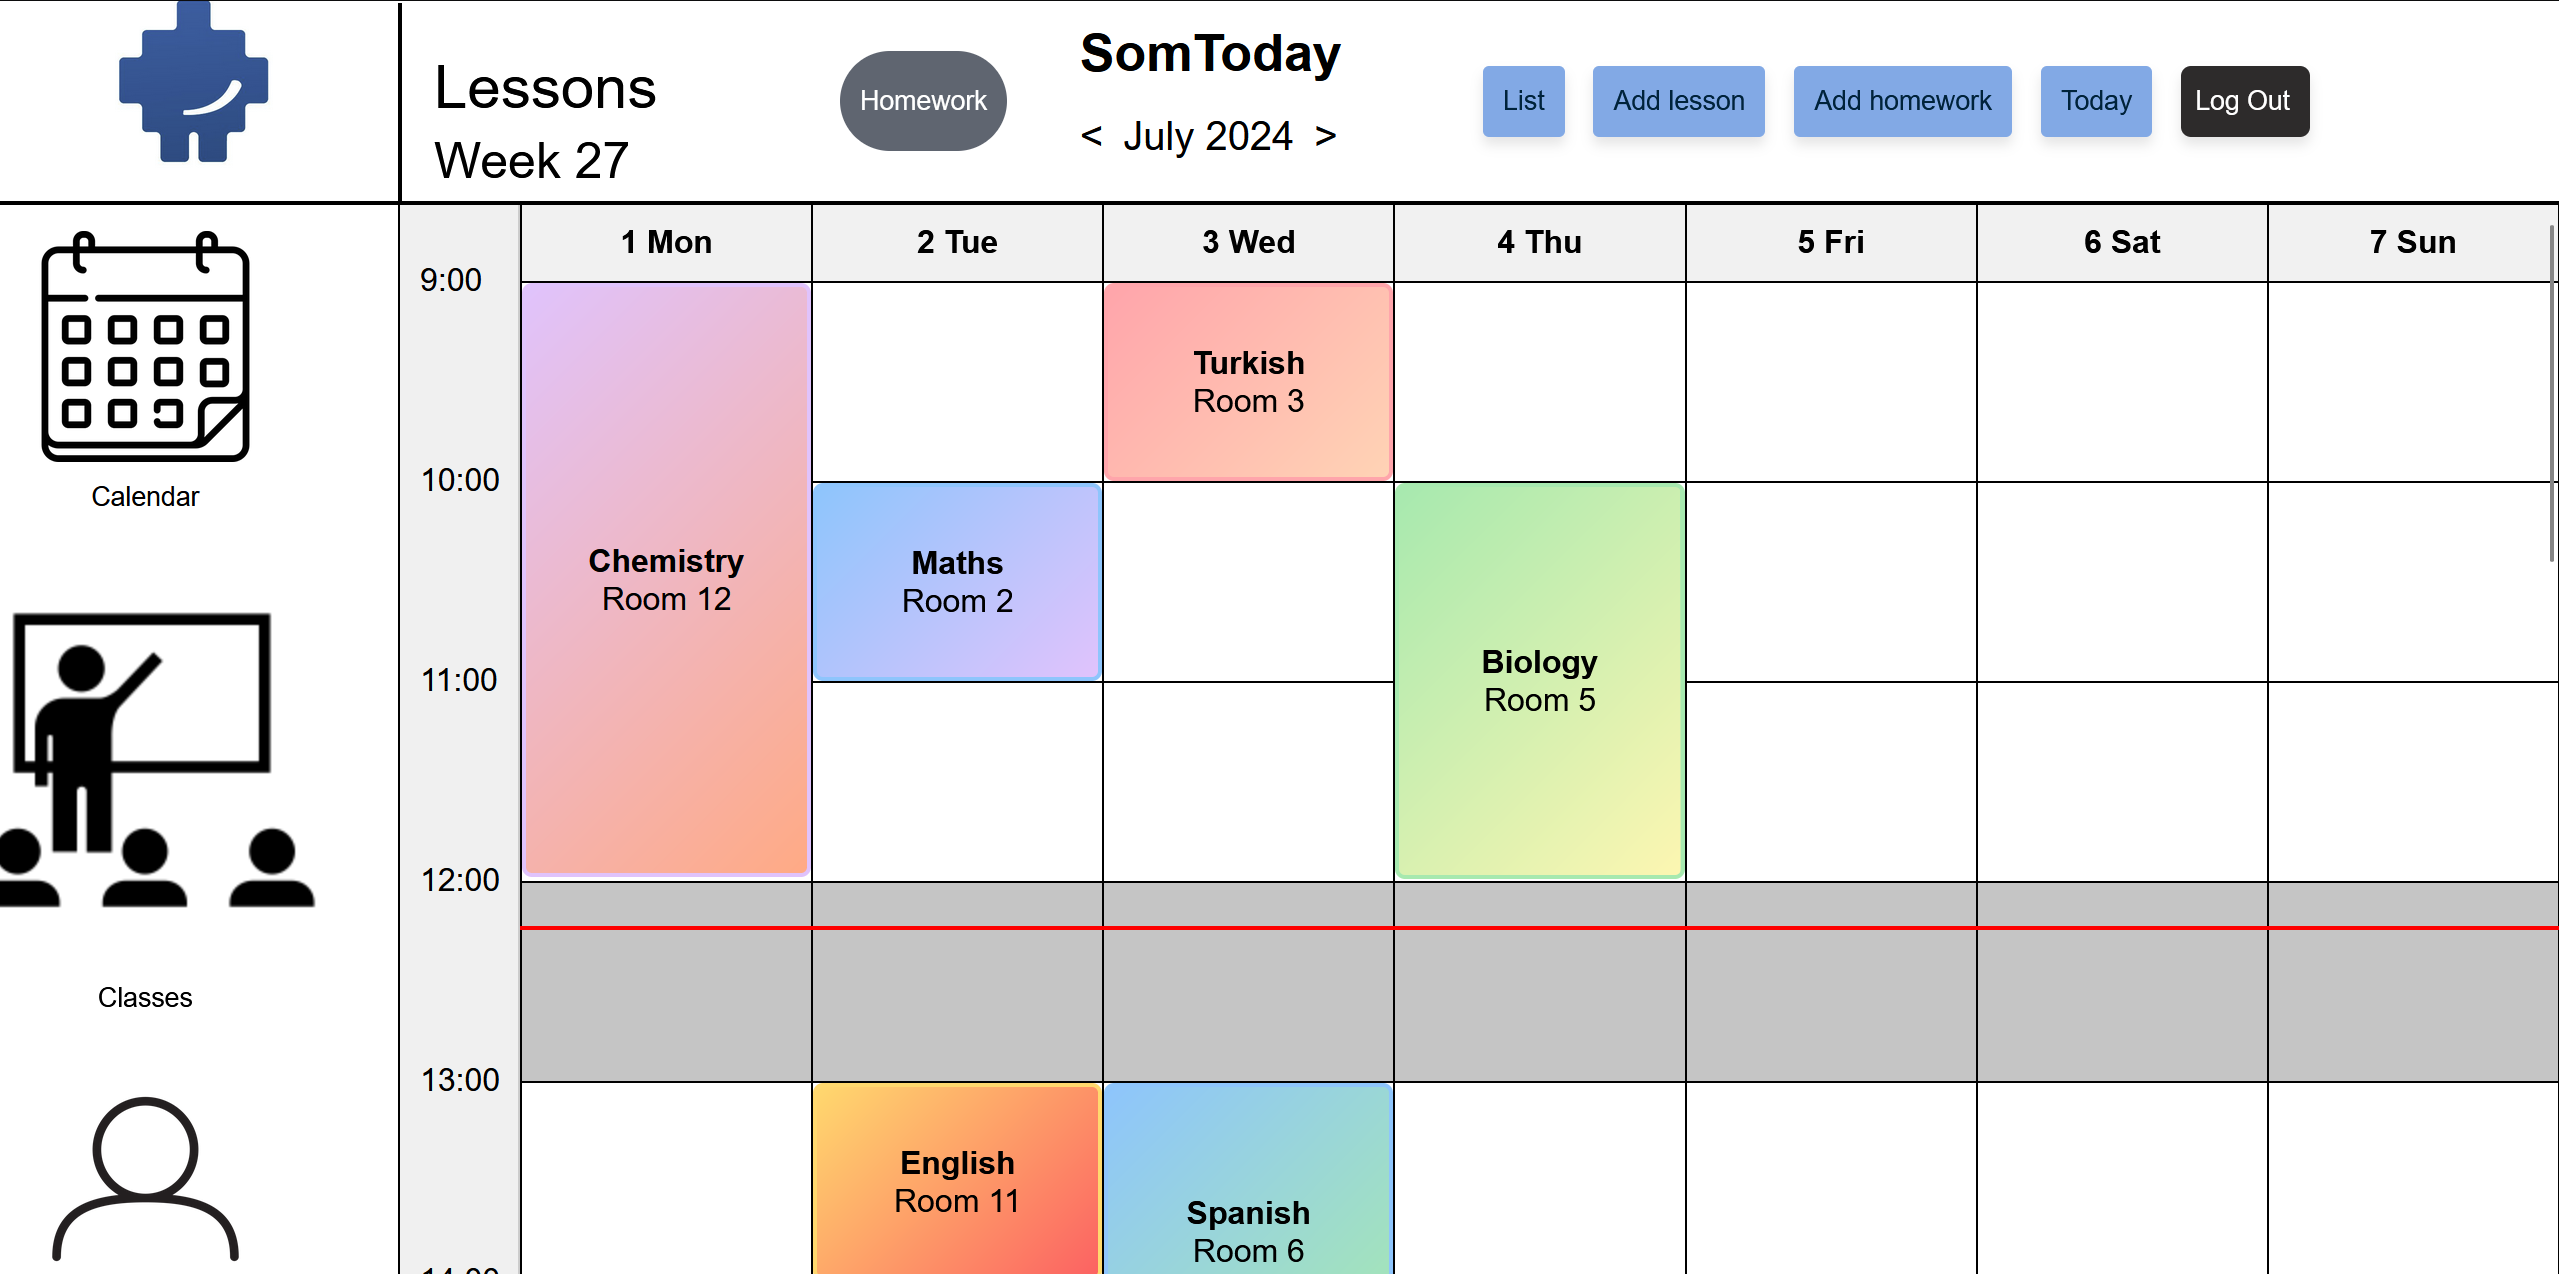 SomToday
Lessons
Week 27
Homework
< July 2024 >
List
Add lesson
Add homework
Today
Log Out
1 Mon
2 Tue
3 Wed
4 Thu
5 Fri
6 Sat
7 Sun
9:00
Turkish
Room 3
10:00
Calendar
Chemistry
Room 12
Maths
Room 2
11:00
Biology
Room 5
12:00
Classes
13:00
English
Room 11
Spanish
Room 6